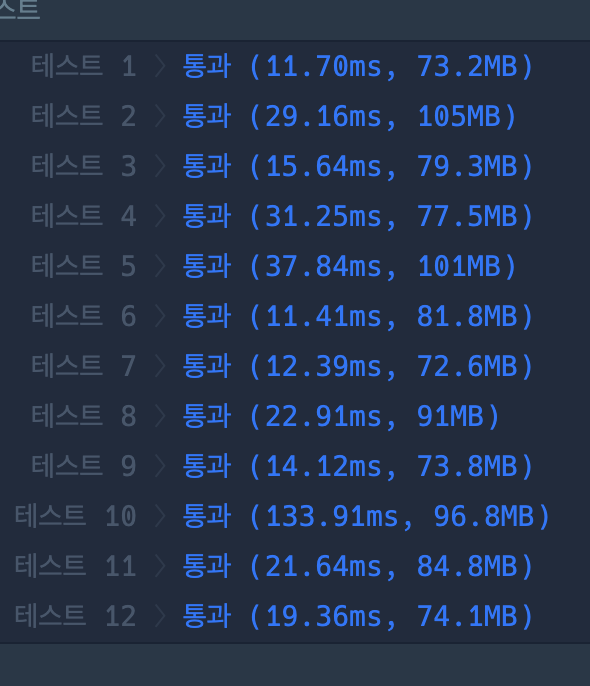 스트
테스트 1 〉 통과 (11.70ms, 73.2MB)
테스트 2 〉 통과 (29.16ms, 105MB)
테스트 3 〉 통과 (15.64ms, 79.3MB)
테스트 4 〉 통과 (31.25ms, 77.5MB)
테스트 5 〉 통과 (37.84ms, 101MB)
테스트 6 〉 통과 (11.41ms, 81.8MB)
테스트 7 〉 통과 (12.39ms, 72.6MB)
테스트 8 〉 통과 (22.91ms, 91MB)
테스트 9 〉 통과 (14.12ms, 73.8MB)
테스트 10 〉 통과 (133.91ms, 96.8MB)
테스트 11 〉 통과 (21.64ms, 84.8MB)
테스트 12 〉 통과 (19.36ms, 74.1MB)